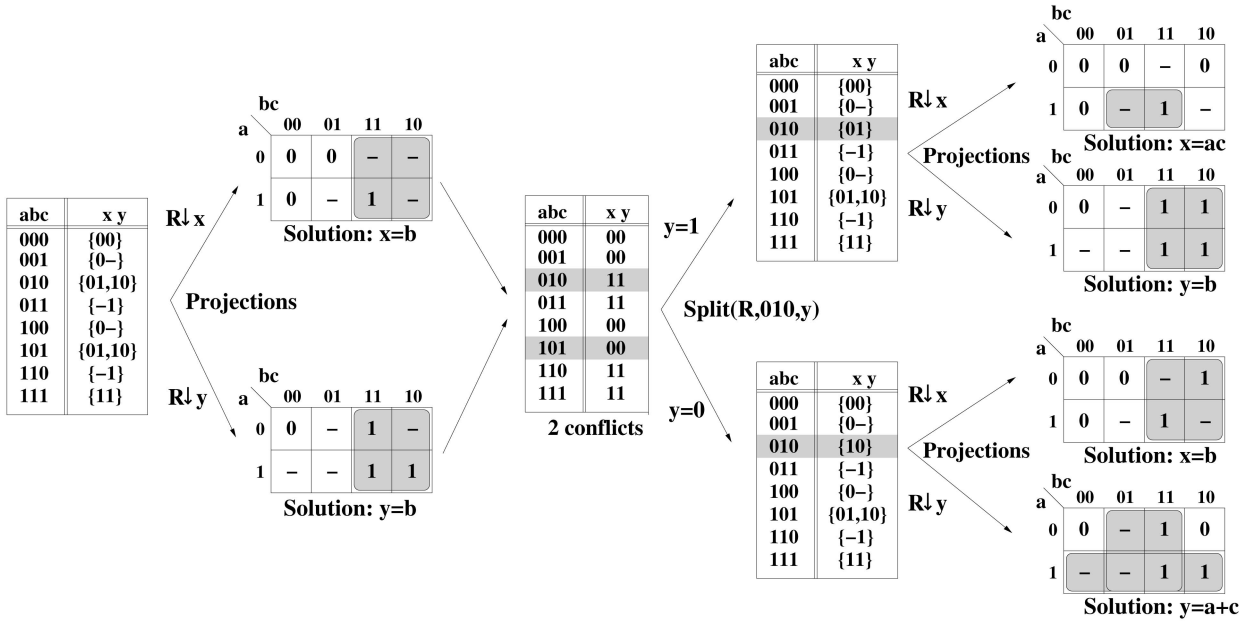 abc x y
000 {00}
001 {0−}
010 {01,10}
011 {−1}
100 {0−}
101 {01,10}
110 {−1}
111 {11}
R↓x
Projections
R↓y
bc
a 00 01 11 10
0 0 0 − −
1 0 − 1 −
Solution: x=b
bc
a 00 01 11 10
0 0 − 1 −
1 − − 1 1
Solution: y=b
abc x y
000 00
001 00
010 11
011 11
100 00
101 00
110 11
111 11
2 conflicts
y=1
Split(R,010,y)
y=0
abc x y
000 {00}
001 {0−}
010 {01}
011 {−1}
100 {0−}
101 {01,10}
110 {−1}
111 {11}
R↓x
Projections
R↓y
bc
a 00 01 11 10
0 0 0 − 0
1 0 − 1 −
Solution: x=ac
bc
a 00 01 11 10
0 0 − 1 1
1 − − 1 1
Solution: y=b
abc x y
000 {00}
001 {0−}
010 {10}
011 {−1}
100 {0−}
101 {01,10}
110 {−1}
111 {11}
R↓x
Projections
R↓y
bc
a 00 01 11 10
0 0 0 − 1
1 0 − 1 −
Solution: x=b
bc
a 00 01 11 10
0 0 − 1 0
1 − − 1 1
Solution: y=a+c